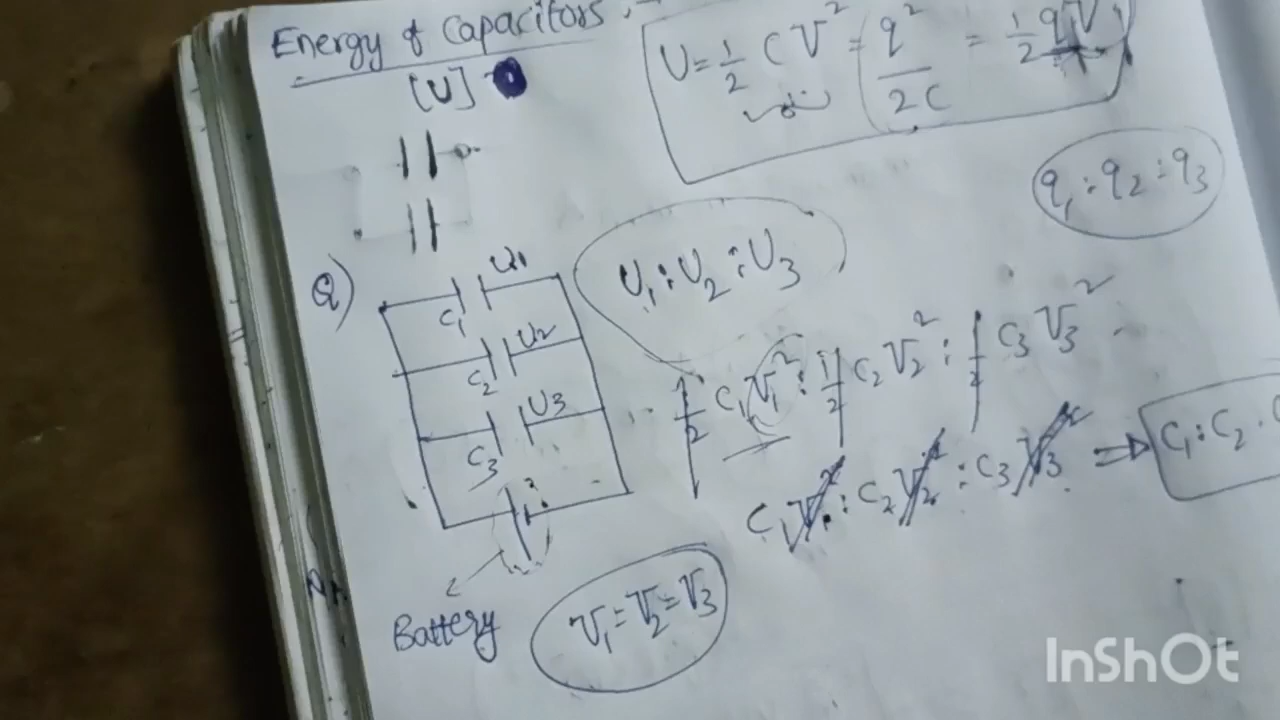 Energy of Capacitors
[U]
U = 1/2 CV² = q²/2C = 1/2 qV
q₁ : q₂ : q₃
U₁ : U₂ : U₃
Q)
U₁
C₁
U₂
C₂
U₃
C₃
1/2 C₁V₁² : 1/2 C₂V₂² : 1/2 C₃V₃²
C₁V₁² : C₂V₂² : C₃V₃² ⇒ C₁ : C₂ :
Battery
V₁ = V₂ = V₃
InShOt